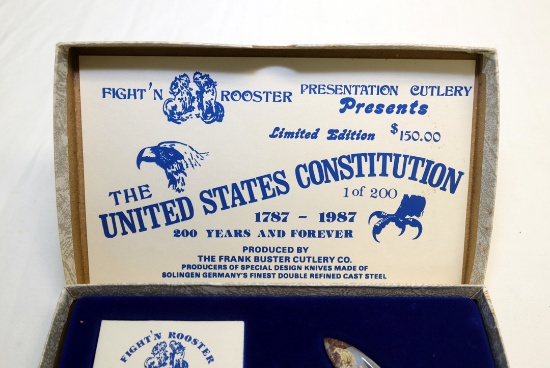 FIGHT'N ROOSTER PRESENTATION CUTLERY
Presents
Limited Edition $150.00
THE
UNITED STATES CONSTITUTION
1 of 200
1787 - 1987
200 YEARS AND FOREVER
PRODUCED BY
THE FRANK BUSTER CUTLERY CO.
PRODUCERS OF SPECIAL DESIGN KNIVES MADE OF
SOLINGEN GERMANY'S FINEST DOUBLE REFINED CAST STEEL
FIGHT'N ROOSTER